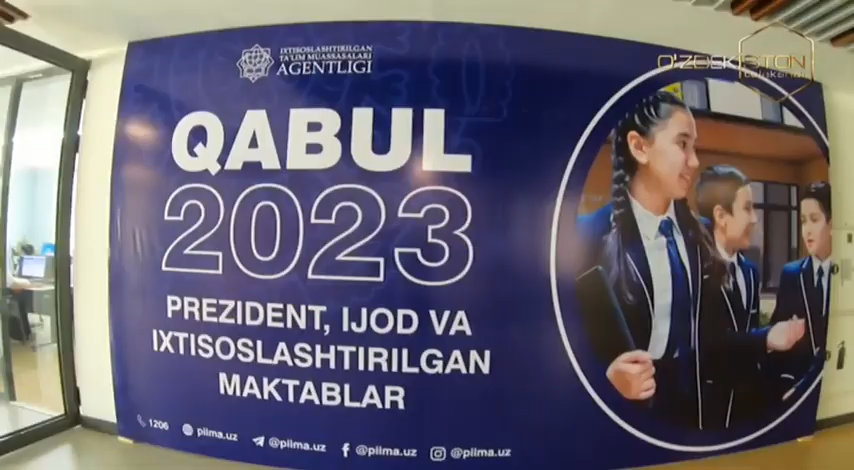 IXTISOSLASHTIRILGAN
TA'LIM MUASSASALARI
AGENTLIGI
O'ZBEKISTON
telekanali
QABUL
2023
PREZIDENT, IJOD VA
IXTISOSLASHTIRILGAN
MAKTABLAR
1206
piima.uz
@piima.uz
@piima.uz
@piima.uz